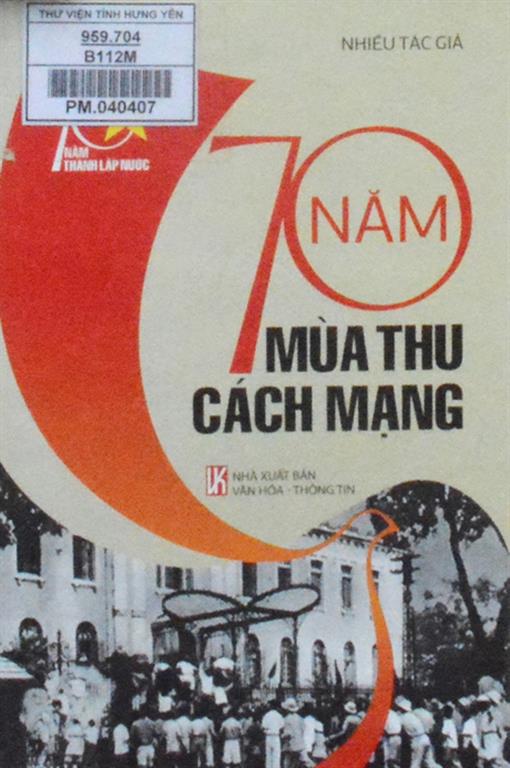 THƯ VIỆN TỈNH HƯNG YÊN
959.704
B112M
PM.040407
NHIỀU TÁC GIẢ
70
NĂM
THÀNH LẬP NƯỚC
70 NĂM
MÙA THU
CÁCH MẠNG
NHÀ XUẤT BẢN
VĂN HÓA - THÔNG TIN